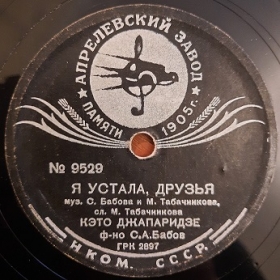 АПРЕЛЕВСКИЙ ЗАВОД
ПАМЯТИ 1905 г.
№ 9529
Я УСТАЛА, ДРУЗЬЯ
муз. С. Бабова и М. Табачникова,
сл. М. Табачникова
КЭТО ДЖАПАРИДЗЕ
ф-но С.А. Бабов
ГРК 2897
НКОМ. СССР.